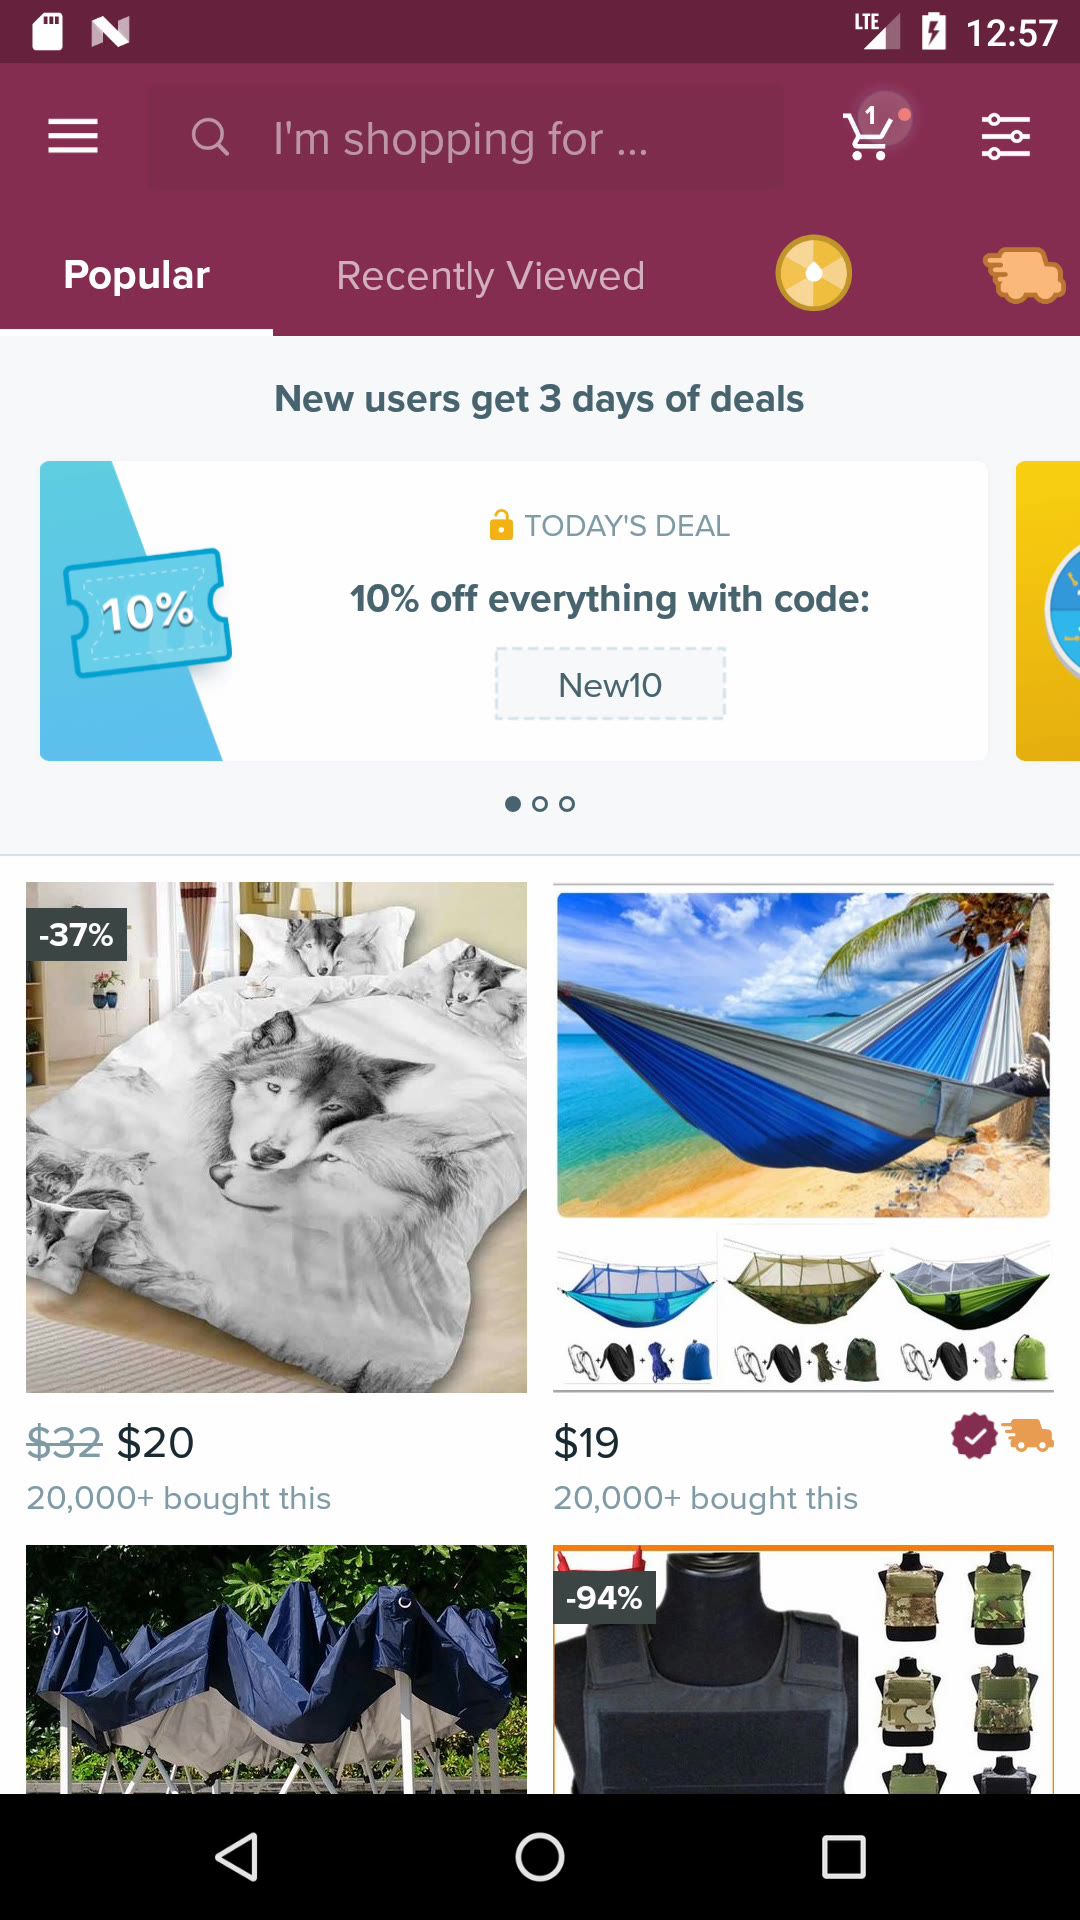 LTE 12:57
I'm shopping for ...
1
Popular
Recently Viewed
New users get 3 days of deals
10%
TODAY'S DEAL
10% off everything with code:
New10
-37%
$32 $20
20,000+ bought this
$19
20,000+ bought this
-94%